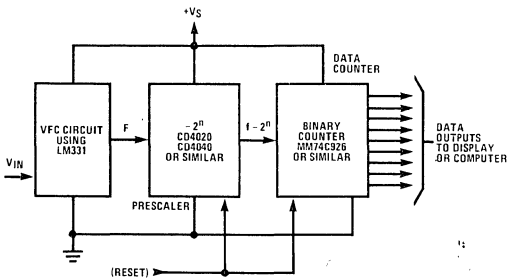 +VS
DATA
COUNTER
VFC CIRCUIT
USING
LM331
F
-2ⁿ
CD4020
CD4040
OR SIMILAR
f-2ⁿ
BINARY
COUNTER
MM74C926
OR SIMILAR
DATA
OUTPUTS
TO DISPLAY
OR COMPUTER
VIN
PRESCALER
(RESET)